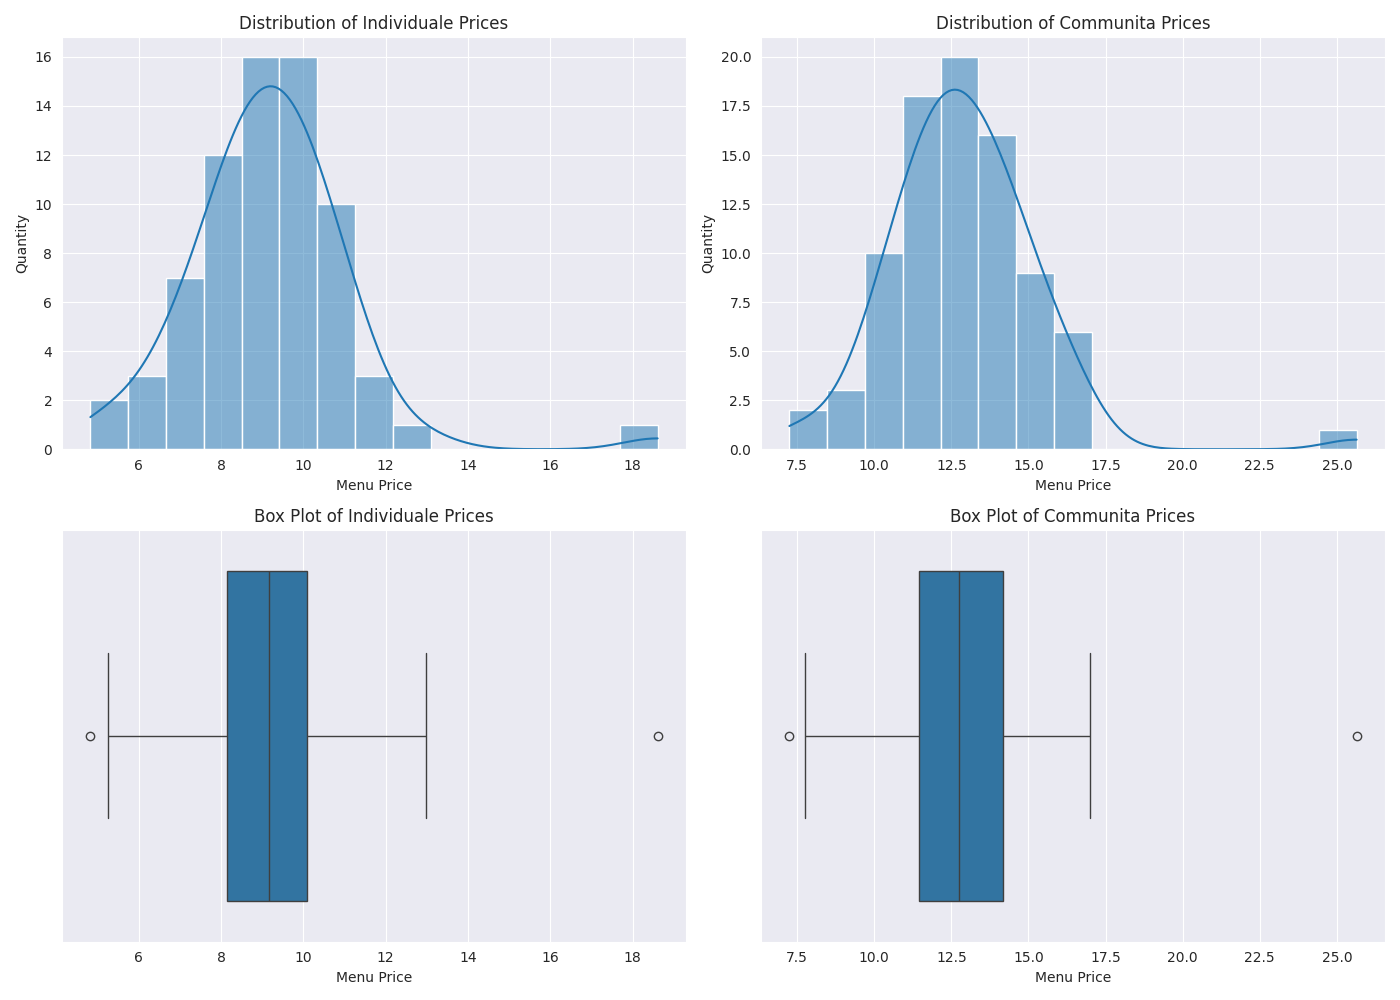 Distribution of Individuale Prices
Quantity
16
14
12
10
8
6
4
2
0
6 8 10 12 14 16 18
Menu Price
Distribution of Communita Prices
Quantity
20.0
17.5
15.0
12.5
10.0
7.5
5.0
2.5
0.0
7.5 10.0 12.5 15.0 17.5 20.0 22.5 25.0
Menu Price
Box Plot of Individuale Prices
6 8 10 12 14 16 18
Menu Price
Box Plot of Communita Prices
7.5 10.0 12.5 15.0 17.5 20.0 22.5 25.0
Menu Price